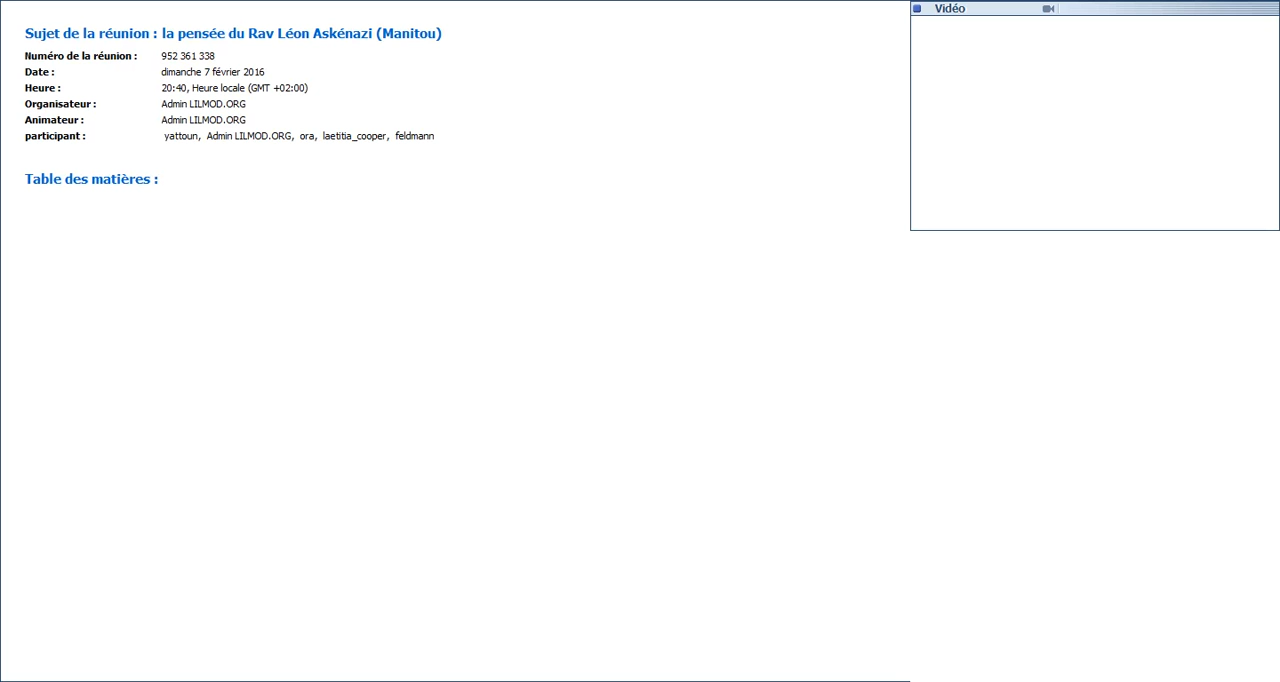 Sujet de la réunion : la pensée du Rav Léon Askénazi (Manitou)
Numéro de la réunion : 952 361 338
Date : dimanche 7 février 2016
Heure : 20:40, Heure locale (GMT +02:00)
Organisateur : Admin LILMOD.ORG
Animateur : Admin LILMOD.ORG
participant : yattoun, Admin LILMOD.ORG, ora, laetitia_cooper, feldmann
Table des matières :
Vidéo